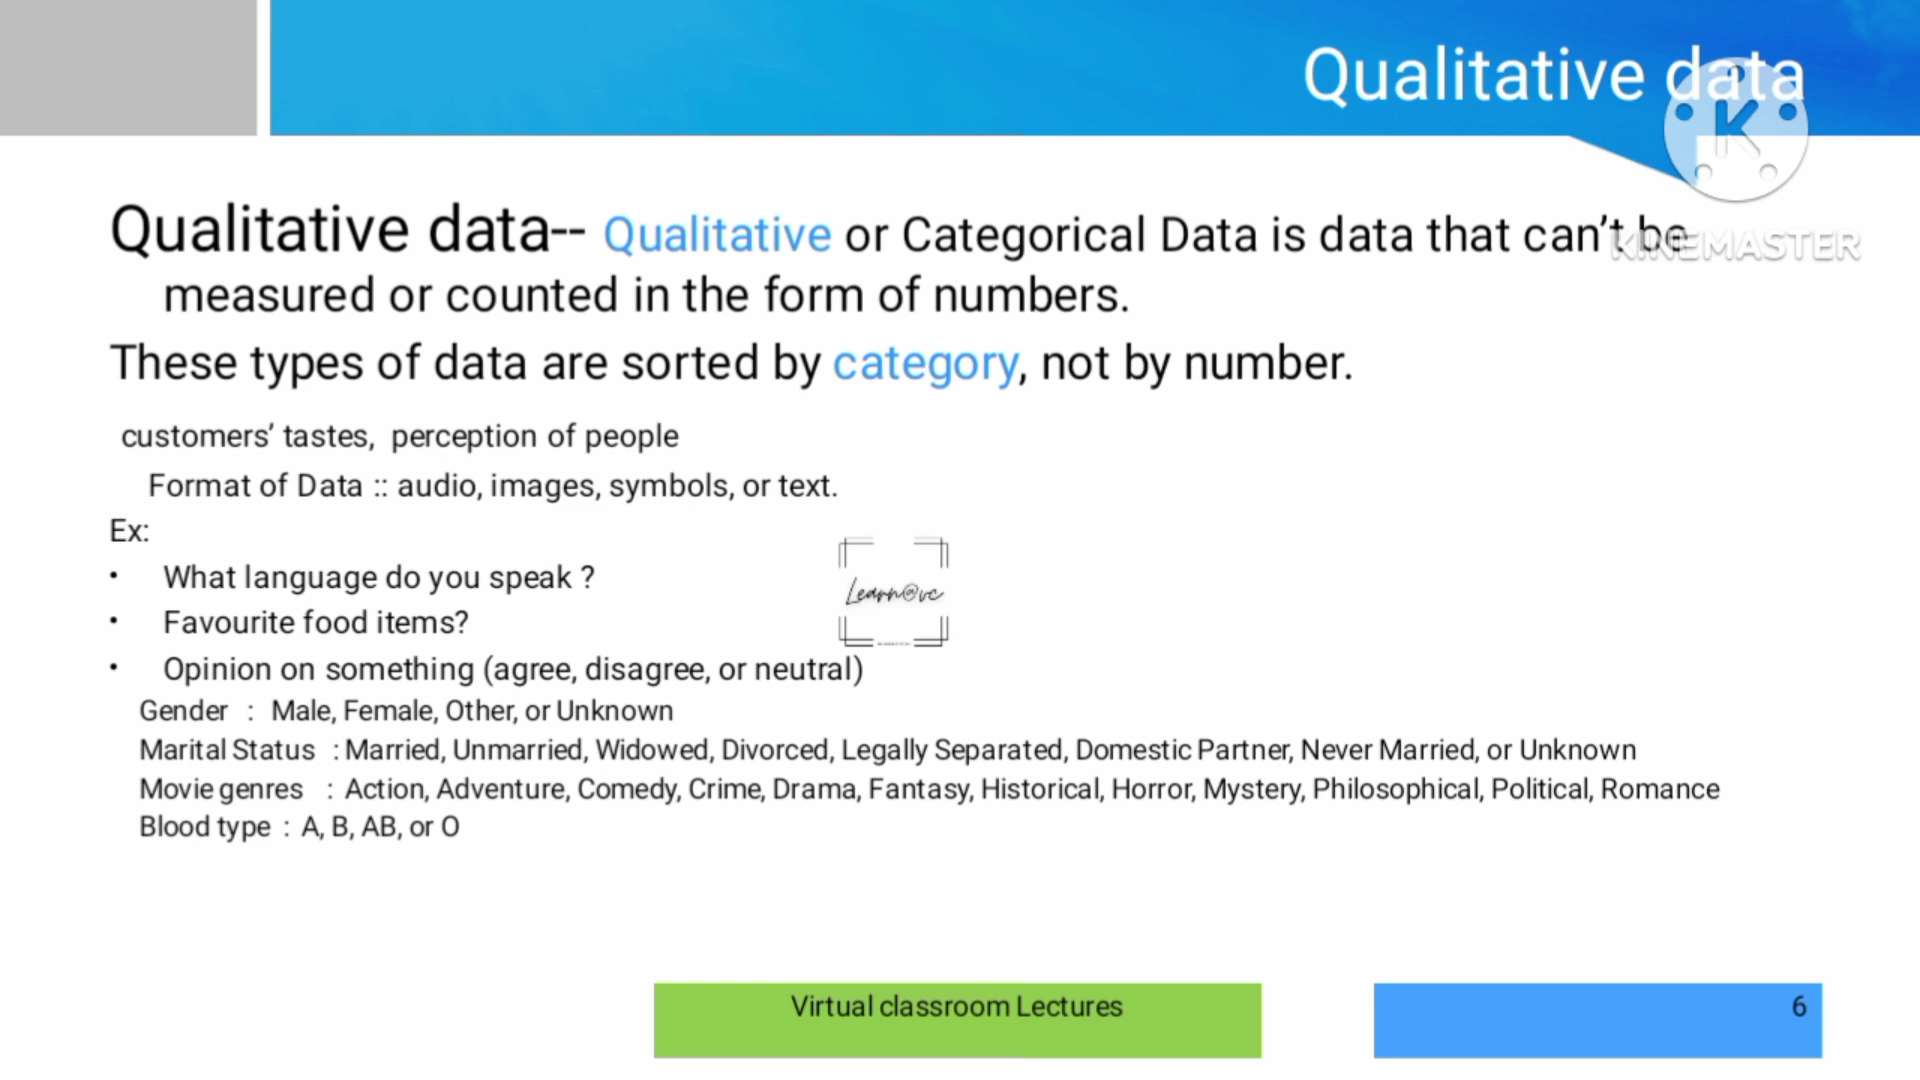 Qualitative data
K
KINEMASTER
Qualitative data-- Qualitative or Categorical Data is data that can’t be
measured or counted in the form of numbers.
These types of data are sorted by category, not by number.
customers’ tastes, perception of people
Format of Data :: audio, images, symbols, or text.
Ex:
• What language do you speak ?
• Favourite food items?
• Opinion on something (agree, disagree, or neutral)
Learn@vc
Gender : Male, Female, Other, or Unknown
Marital Status : Married, Unmarried, Widowed, Divorced, Legally Separated, Domestic Partner, Never Married, or Unknown
Movie genres : Action, Adventure, Comedy, Crime, Drama, Fantasy, Historical, Horror, Mystery, Philosophical, Political, Romance
Blood type : A, B, AB, or O
Virtual classroom Lectures
6